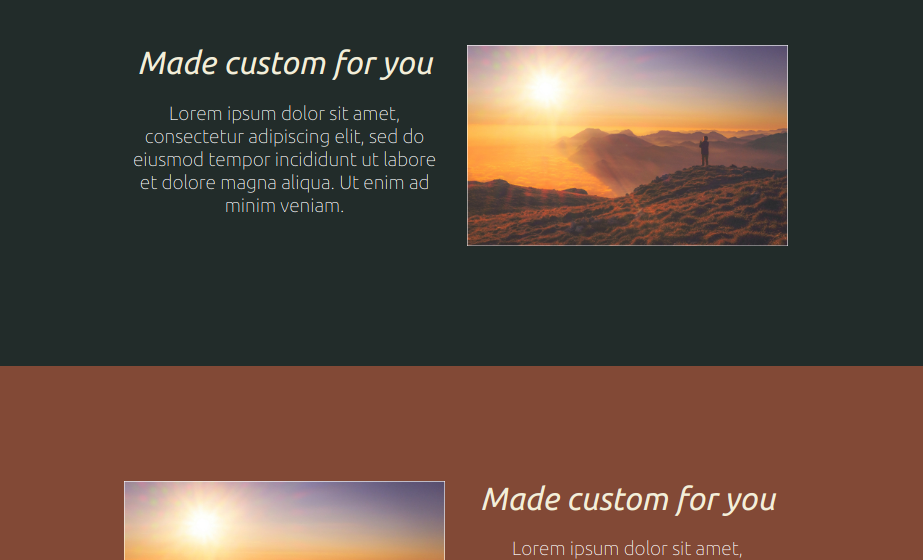 Made custom for you
Lorem ipsum dolor sit amet,
consectetur adipiscing elit, sed do
eiusmod tempor incididunt ut labore
et dolore magna aliqua. Ut enim ad
minim veniam.
Made custom for you
Lorem ipsum dolor sit amet,